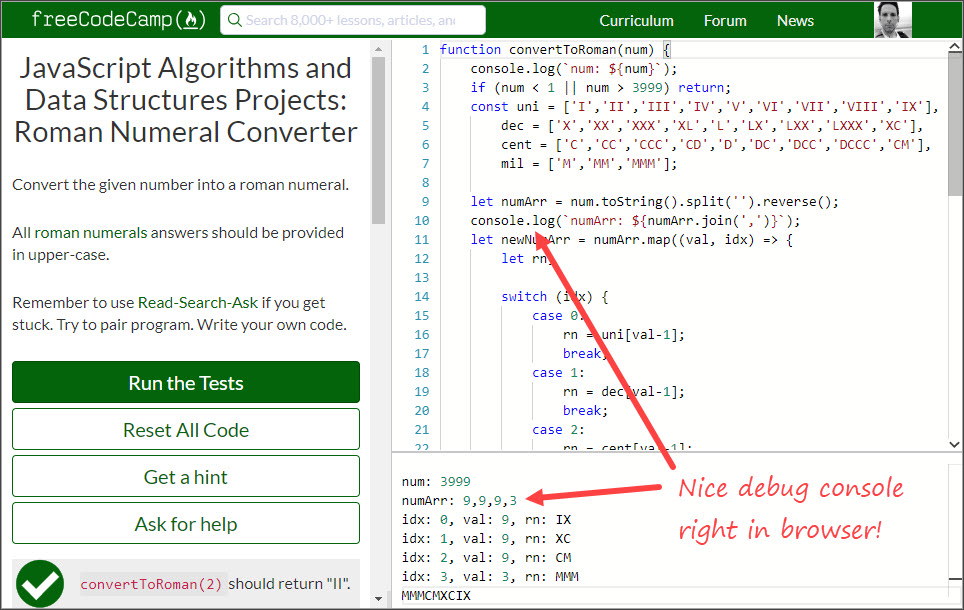 freeCodeCamp(🔥)
Search 8,000+ lessons, articles, and
Curriculum
Forum
News
JavaScript Algorithms and
Data Structures Projects:
Roman Numeral Converter
Convert the given number into a roman numeral.
All roman numerals answers should be provided
in upper-case.
Remember to use Read-Search-Ask if you get
stuck. Try to pair program. Write your own code.
Run the Tests
Reset All Code
Get a hint
Ask for help
convertToRoman(2) should return "II".
1 function convertToRoman(num) {
2 console.log(`num: ${num}`);
3 if (num < 1 || num > 3999) return;
4 const uni = ['I','II','III','IV','V','VI','VII','VIII','IX'],
5 dec = ['X','XX','XXX','XL','L','LX','LXX','LXXX','XC'],
6 cent = ['C','CC','CCC','CD','D','DC','DCC','DCCC','CM'],
7 mil = ['M','MM','MMM'];
8
9 let numArr = num.toString().split('').reverse();
10 console.log(`numArr: ${numArr.join(',')}`);
11 let newNumArr = numArr.map((val, idx) => {
12 let rn;
13
14 switch (idx) {
15 case 0:
16 rn = uni[val-1];
17 break;
18 case 1:
19 rn = dec[val-1];
20 break;
21 case 2:
22 rn = cent[val-1];
num: 3999
numArr: 9,9,9,3
idx: 0, val: 9, rn: IX
idx: 1, val: 9, rn: XC
idx: 2, val: 9, rn: CM
idx: 3, val: 3, rn: MMM
MMMCMXCIX
Nice debug console
right in browser!